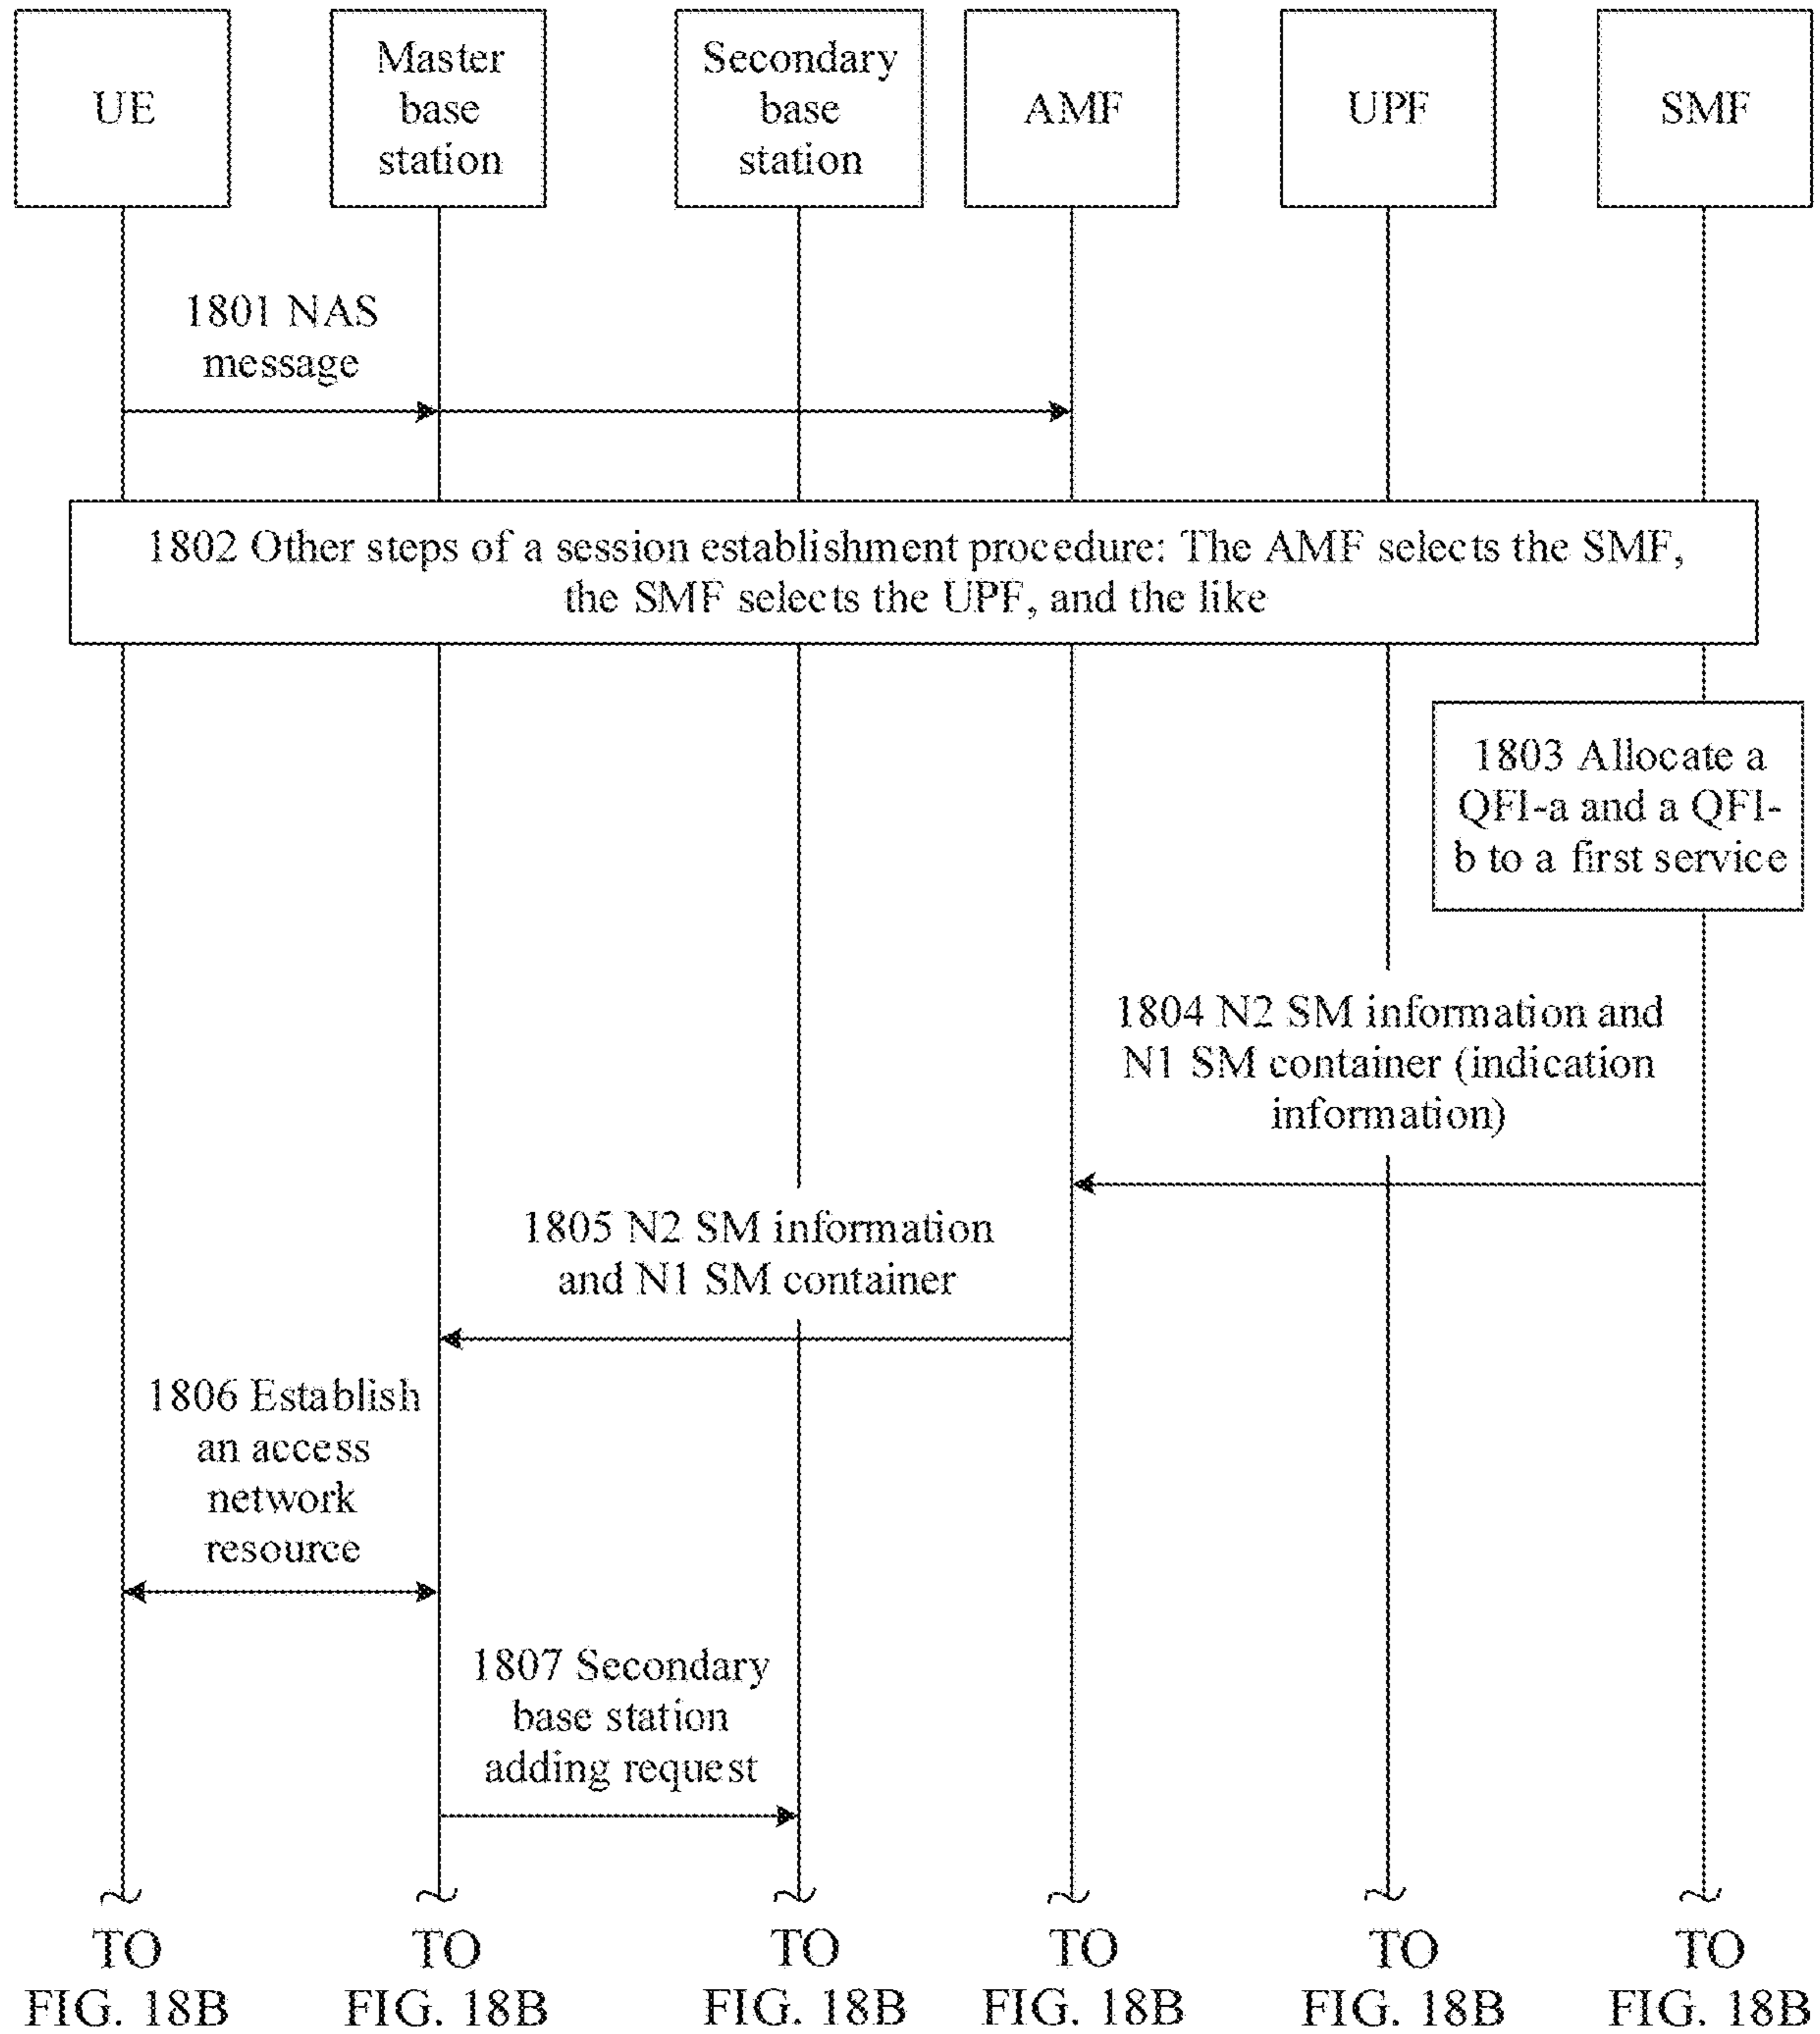 UE
Master
base
station
Secondary
base
station
AMF
UPF
SMF
1801 NAS
message
1802 Other steps of a session establishment procedure: The AMF selects the SMF,
the SMF selects the UPF, and the like
1803 Allocate a
QFI-a and a QFI-
b to a first service
1804 N2 SM information and
N1 SM container (indication
information)
1805 N2 SM information
and N1 SM container
1806 Establish
an access
network
resource
1807 Secondary
base station
adding request
TO
FIG. 18B
TO
FIG. 18B
TO
FIG. 18B
TO
FIG. 18B
TO
FIG. 18B
TO
FIG. 18B